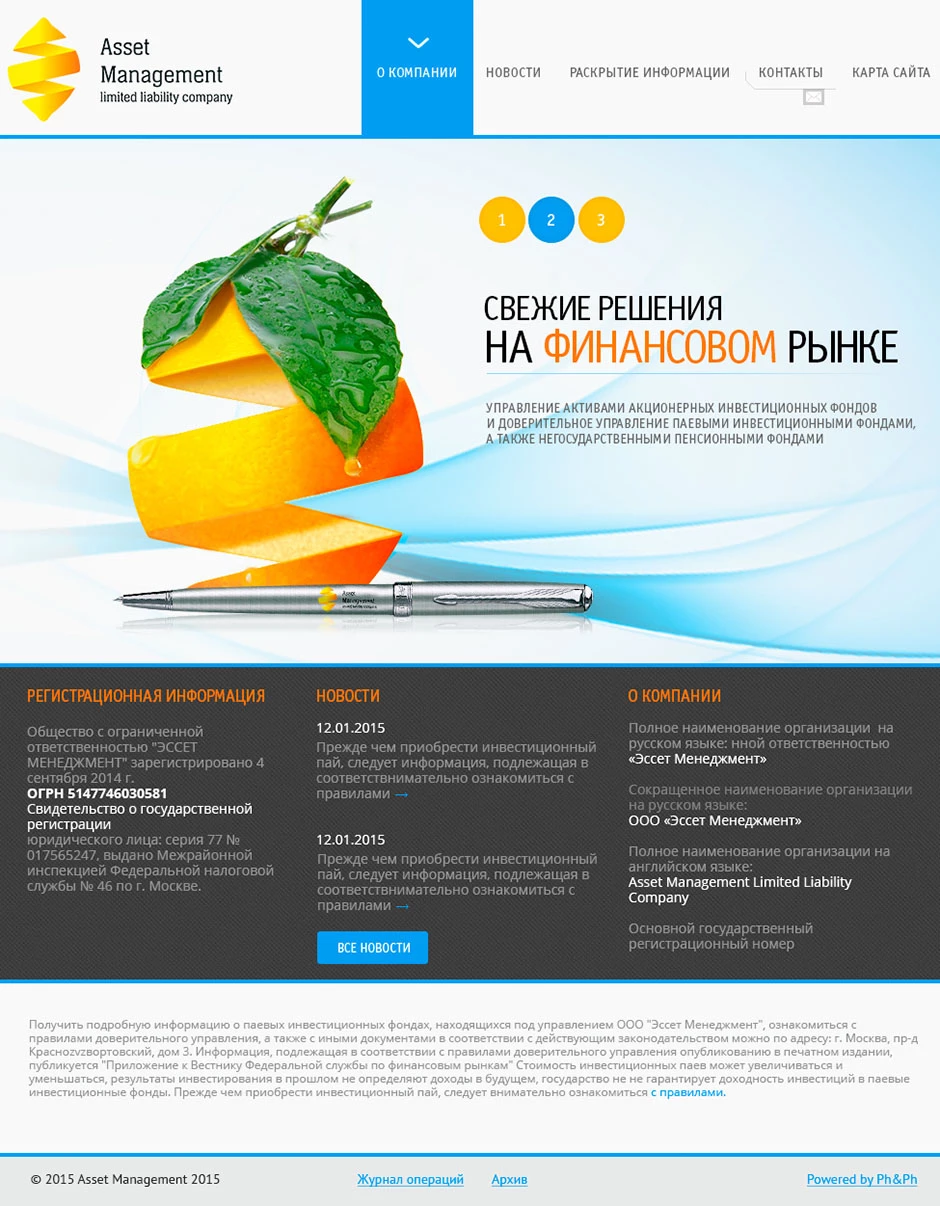 Asset
Management
limited liability company
О КОМПАНИИ
НОВОСТИ
РАСКРЫТИЕ ИНФОРМАЦИИ
КОНТАКТЫ
КАРТА САЙТА
1 2 3
СВЕЖИЕ РЕШЕНИЯ
НА ФИНАНСОВОМ РЫНКЕ
УПРАВЛЕНИЕ АКТИВАМИ АКЦИОНЕРНЫХ ИНВЕСТИЦИОННЫХ ФОНДОВ
И ДОВЕРИТЕЛЬНОЕ УПРАВЛЕНИЕ ПАЕВЫМИ ИНВЕСТИЦИОННЫМИ ФОНДАМИ,
А ТАКЖЕ НЕГОСУДАРСТВЕННЫМИ ПЕНСИОННЫМИ ФОНДАМИ
Asset
Management
РЕГИСТРАЦИОННАЯ ИНФОРМАЦИЯ
Общество с ограниченной
ответственностью "ЭССЕТ
МЕНЕДЖМЕНТ" зарегистрировано 4
сентября 2014 г.
ОГРН 5147746030581
Свидетельство о государственной
регистрации
юридического лица: серия 77 №
017565247, выдано Межрайонной
инспекцией Федеральной налоговой
службы № 46 по г. Москве.
НОВОСТИ
12.01.2015
Прежде чем приобрести инвестиционный
пай, следует информация, подлежащая в
соответствнимательно ознакомиться с
правилами →
12.01.2015
Прежде чем приобрести инвестиционный
пай, следует информация, подлежащая в
соответствнимательно ознакомиться с
правилами →
ВСЕ НОВОСТИ
О КОМПАНИИ
Полное наименование организации на
русском языке: нной ответственностью
«Эссет Менеджмент»
Сокращенное наименование организации
на русском языке:
ООО «Эссет Менеджмент»
Полное наименование организации на
английском языке:
Asset Management Limited Liability
Company
Основной государственный
регистрационный номер
Получить подробную информацию о паевых инвестиционных фондах, находящихся под управлением ООО "Эссет Менеджмент", ознакомиться с
правилами доверительного управления, а также с иными документами в соответствии с действующим законодательством можно по адресу: г. Москва, пр-д
Красноzvzвортовский, дом 3. Информация, подлежащая в соответствии с правилами доверительного управления опубликованию в печатном издании,
публикуется "Приложение к Вестнику Федеральной службы по финансовым рынкам" Стоимость инвестиционных паев может увеличиваться и
уменьшаться, результаты инвестирования в прошлом не определяют доходы в будущем, государство не не гарантирует доходность инвестиций в паевые
инвестиционные фонды. Прежде чем приобрести инвестиционный пай, следует внимательно ознакомиться с правилами.
© 2015 Asset Management 2015
Журнал операций
Архив
Powered by Ph&Ph